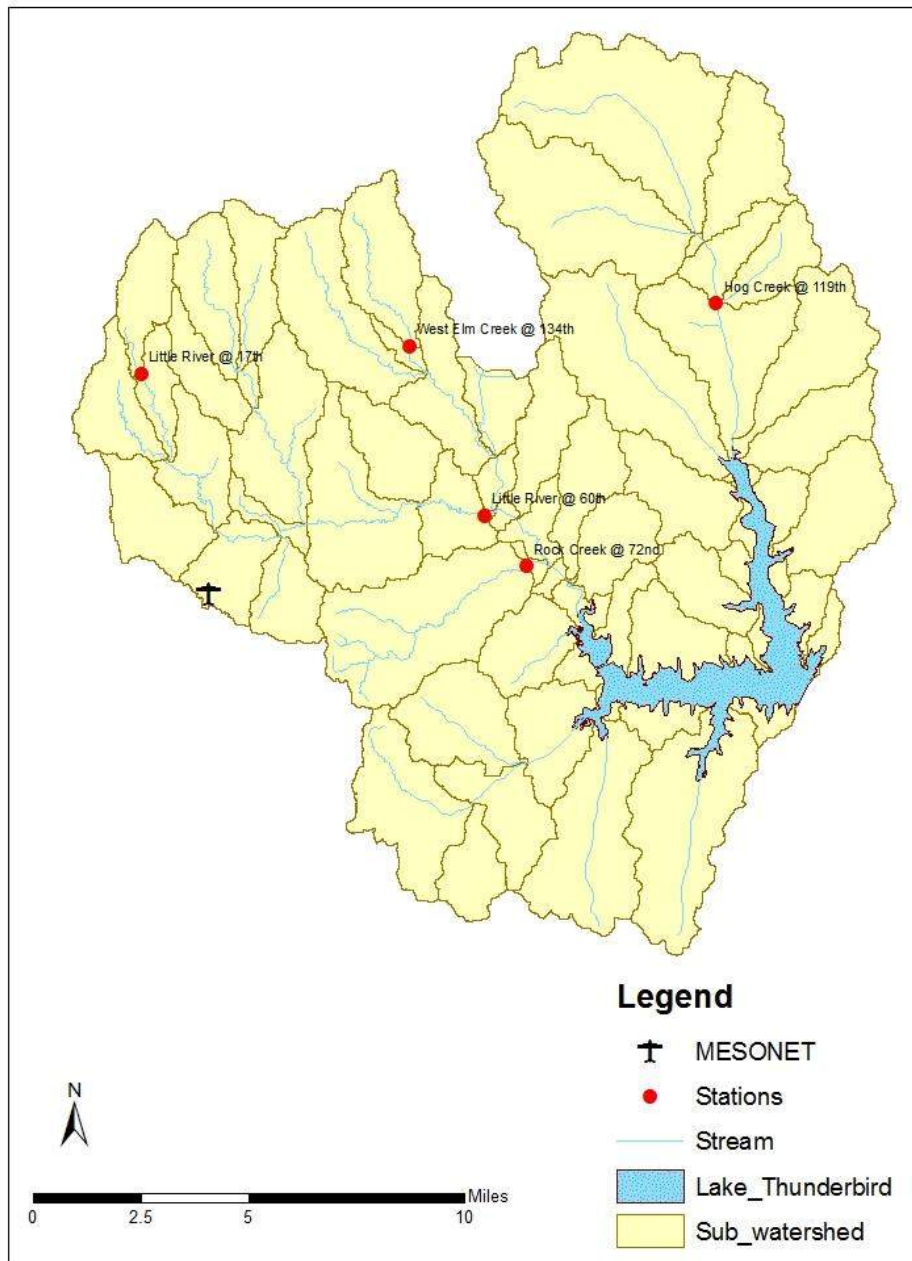 Hog Creek @ 119th
West Elm Creek @ 134th
Little River @ 17th
Little River @ 60th
Rock Creek @ 72nd
Legend
MESONET
Stations
Stream
Lake_Thunderbird
Sub_watershed
N
Miles
0 2.5 5 10